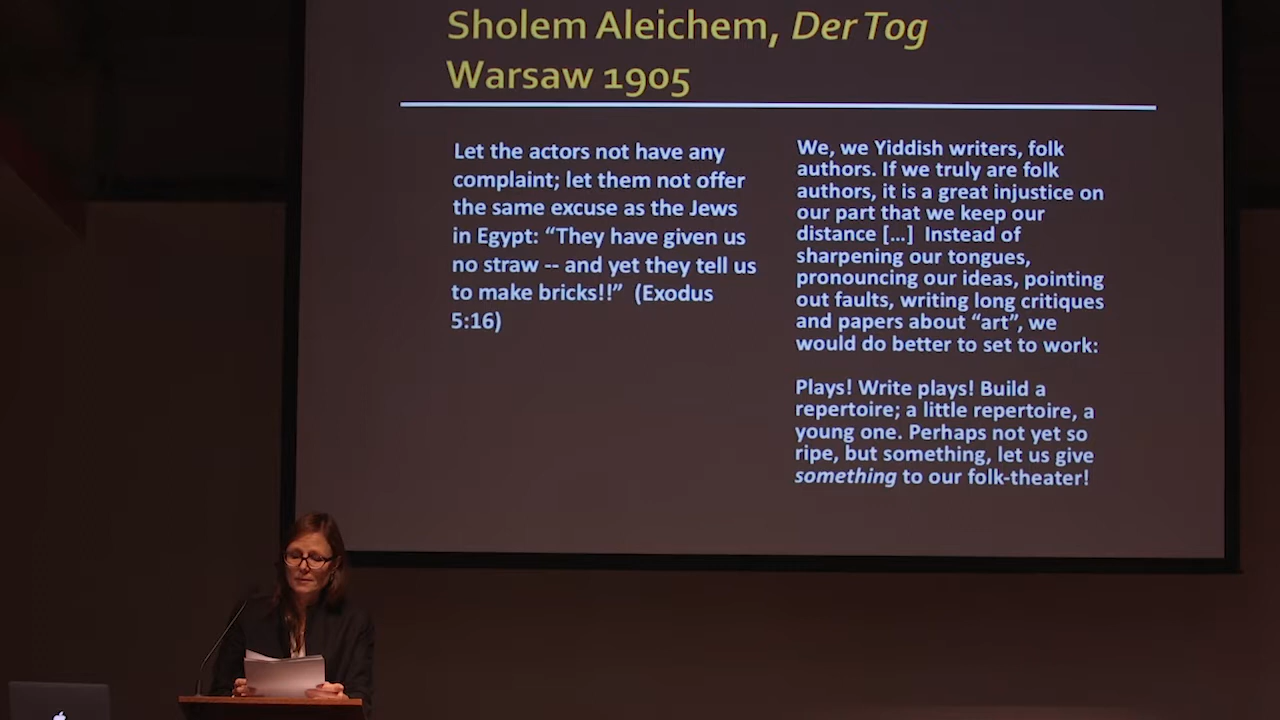 Sholem Aleichem, Der Tog
Warsaw 1905
Let the actors not have any
complaint; let them not offer
the same excuse as the Jews
in Egypt: “They have given us
no straw -- and yet they tell us
to make bricks!!” (Exodus
5:16)
We, we Yiddish writers, folk
authors. If we truly are folk
authors, it is a great injustice on
our part that we keep our
distance [...] Instead of
sharpening our tongues,
pronouncing our ideas, pointing
out faults, writing long critiques
and papers about “art”, we
would do better to set to work:
Plays! Write plays! Build a
repertoire; a little repertoire, a
young one. Perhaps not yet so
ripe, but something, let us give
something to our folk-theater!